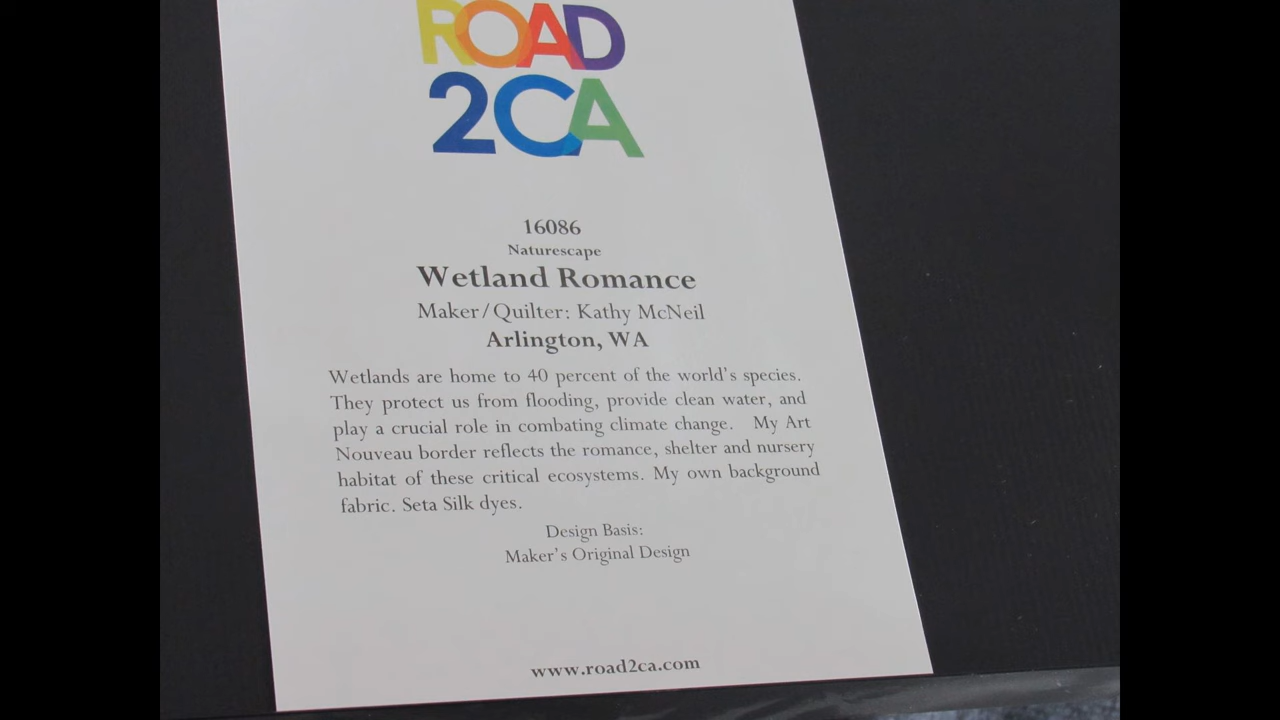 ROAD
2CA
16086
Naturescape
Wetland Romance
Maker/Quilter: Kathy McNeil
Arlington, WA
Wetlands are home to 40 percent of the world's species.
They protect us from flooding, provide clean water, and
play a crucial role in combating climate change. My Art
Nouveau border reflects the romance, shelter and nursery
habitat of these critical ecosystems. My own background
fabric. Seta Silk dyes.
Design Basis:
Maker's Original Design
www.road2ca.com